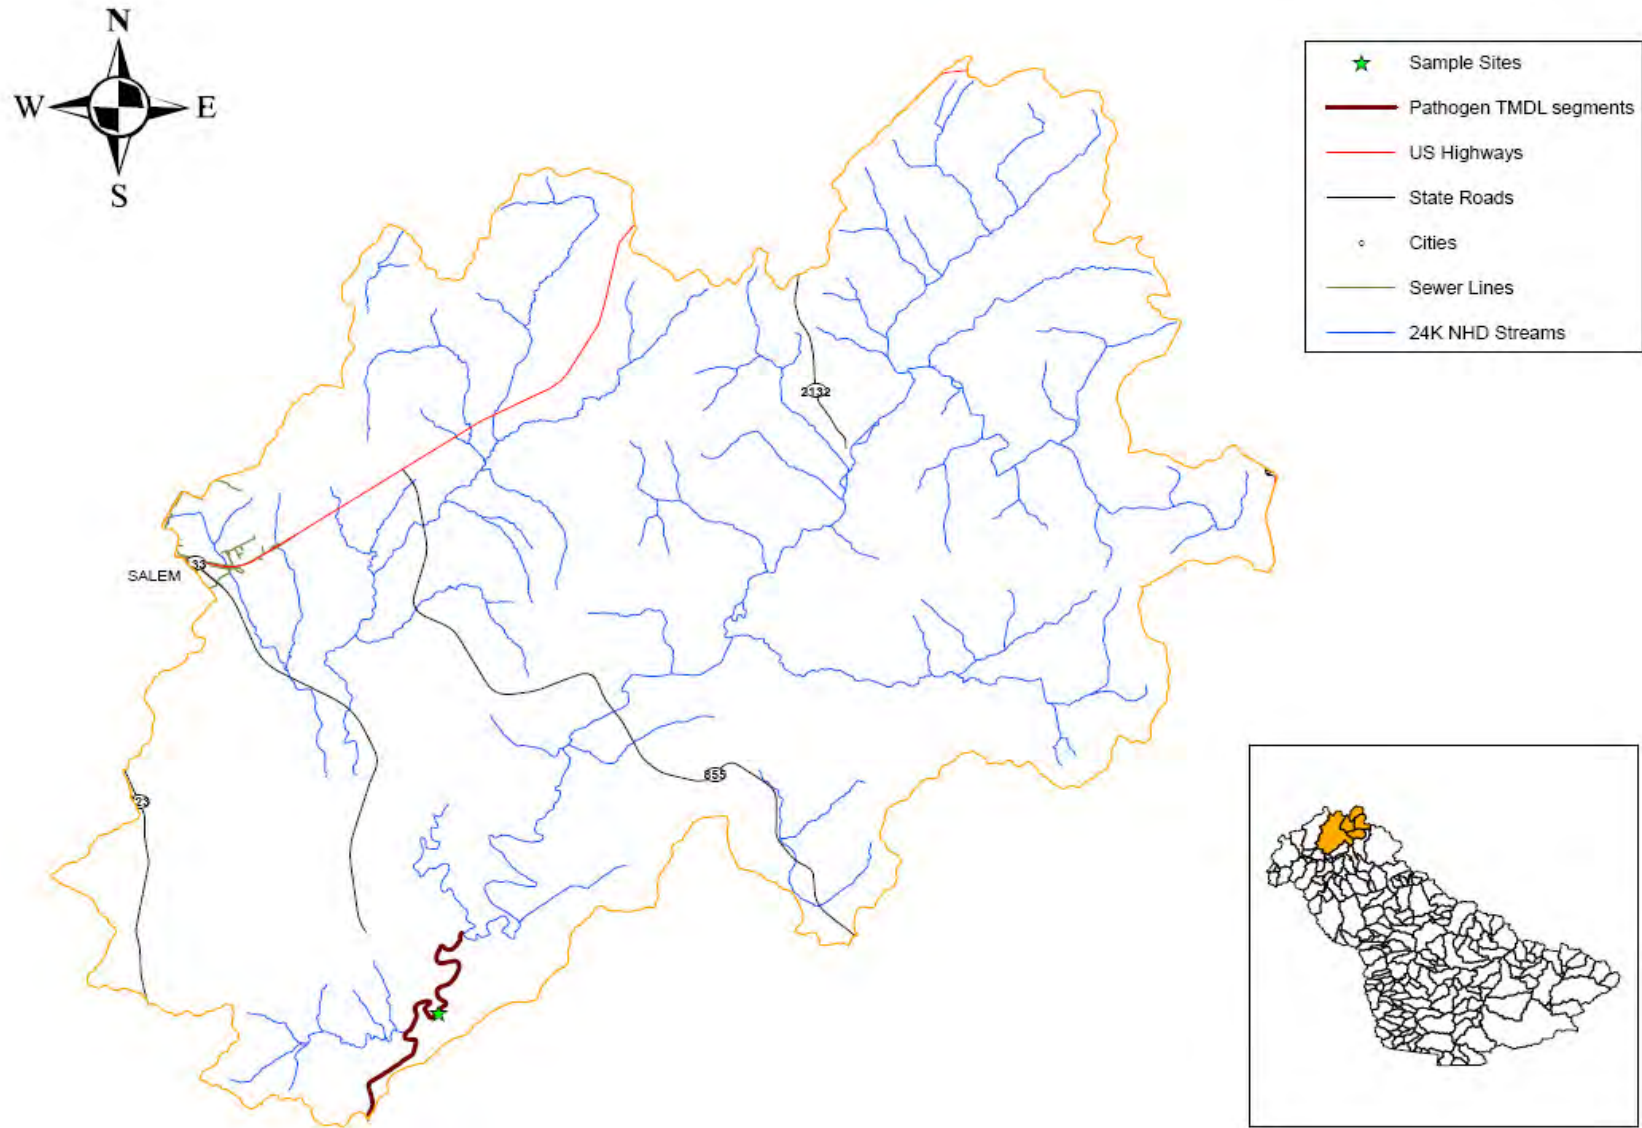 N
W
E
S
Sample Sites
Pathogen TMDL segments
US Highways
State Roads
Cities
Sewer Lines
24K NHD Streams
2132
33
SALEM
855
23